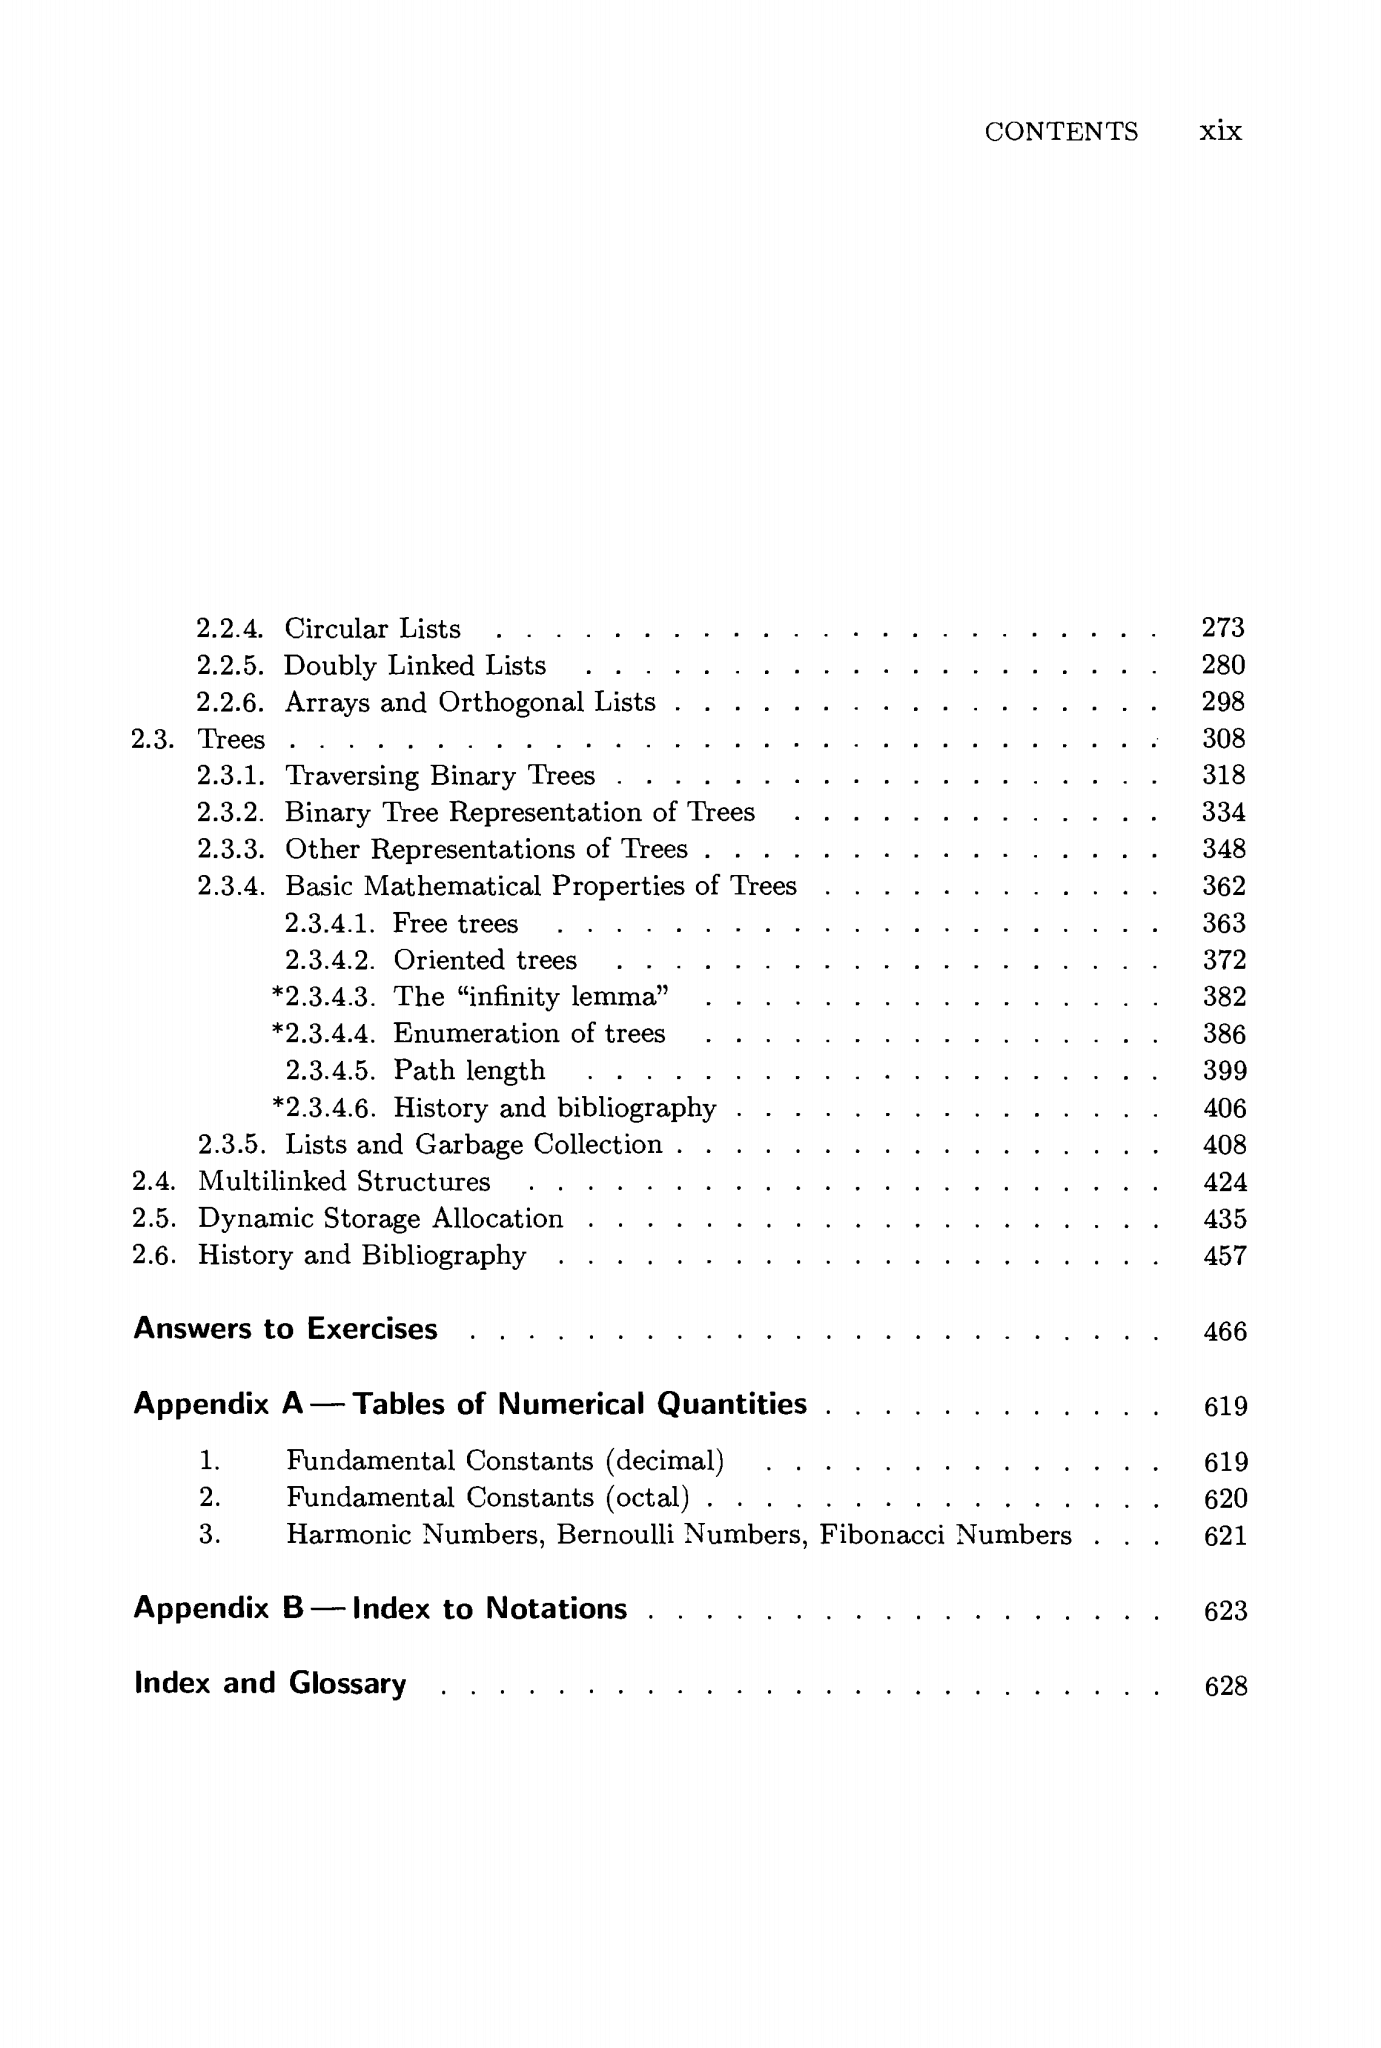 CONTENTS xix
2.2.4. Circular Lists . . . . . . . . . . . . . . . . . . . . . . . 273
2.2.5. Doubly Linked Lists . . . . . . . . . . . . . . . . . . . . 280
2.2.6. Arrays and Orthogonal Lists . . . . . . . . . . . . . . . . . 298
2.3. Trees . . . . . . . . . . . . . . . . . . . . . . . . . . . . . . 308
2.3.1. Traversing Binary Trees . . . . . . . . . . . . . . . . . . . 318
2.3.2. Binary Tree Representation of Trees . . . . . . . . . . . . . 334
2.3.3. Other Representations of Trees . . . . . . . . . . . . . . . . 348
2.3.4. Basic Mathematical Properties of Trees . . . . . . . . . . . . 362
2.3.4.1. Free trees . . . . . . . . . . . . . . . . . . . . . 363
2.3.4.2. Oriented trees . . . . . . . . . . . . . . . . . . . 372
*2.3.4.3. The “infinity lemma” . . . . . . . . . . . . . . . . 382
*2.3.4.4. Enumeration of trees . . . . . . . . . . . . . . . . 386
2.3.4.5. Path length . . . . . . . . . . . . . . . . . . . . 399
*2.3.4.6. History and bibliography . . . . . . . . . . . . . . . 406
2.3.5. Lists and Garbage Collection . . . . . . . . . . . . . . . . . 408
2.4. Multilinked Structures . . . . . . . . . . . . . . . . . . . . . . 424
2.5. Dynamic Storage Allocation . . . . . . . . . . . . . . . . . . . . 435
2.6. History and Bibliography . . . . . . . . . . . . . . . . . . . . . 457
Answers to Exercises . . . . . . . . . . . . . . . . . . . . . . . . 466
Appendix A — Tables of Numerical Quantities . . . . . . . . . . . . 619
1. Fundamental Constants (decimal) . . . . . . . . . . . . . . 619
2. Fundamental Constants (octal) . . . . . . . . . . . . . . . . 620
3. Harmonic Numbers, Bernoulli Numbers, Fibonacci Numbers . . . 621
Appendix B — Index to Notations . . . . . . . . . . . . . . . . . . 623
Index and Glossary . . . . . . . . . . . . . . . . . . . . . . . . . 628